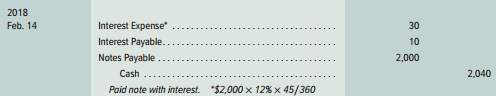 2018
Feb. 14 Interest Expense* .................................... 30
Interest Payable..................................... 10
Notes Payable ...................................... 2,000
Cash ........................................... 2,040
Paid note with interest. *$2,000 × 12% × 45/360